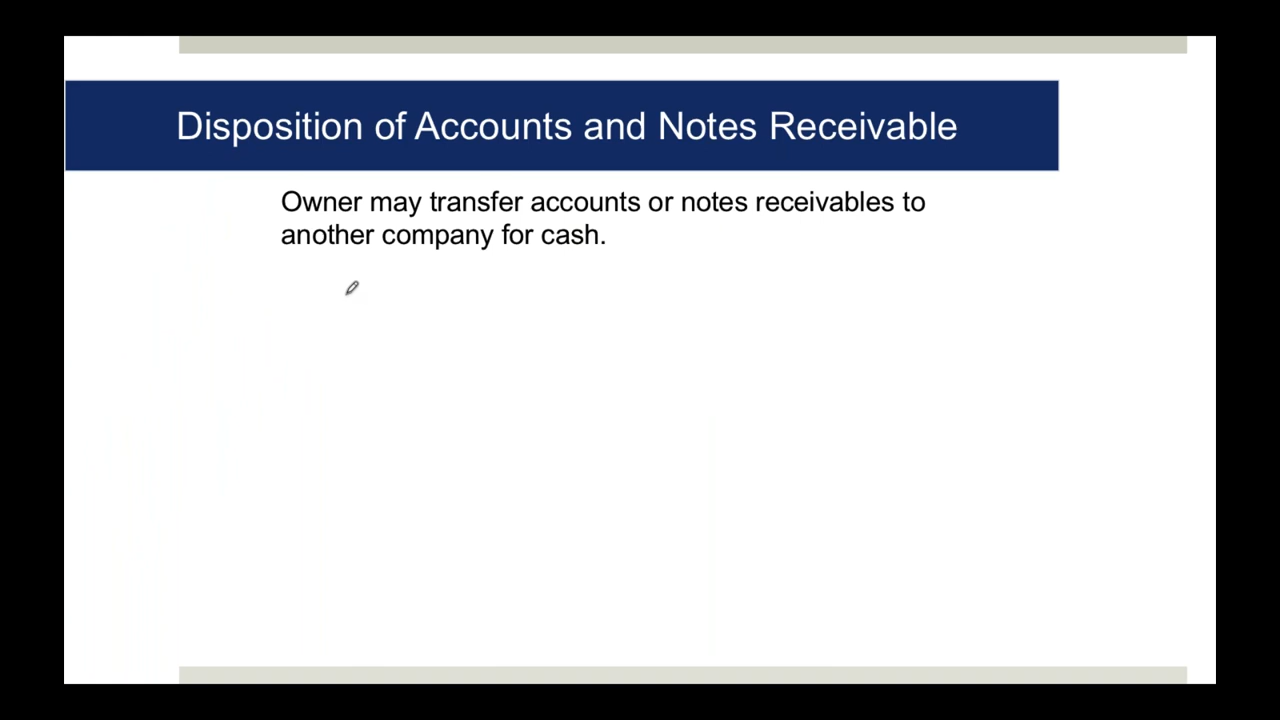 Disposition of Accounts and Notes Receivable
Owner may transfer accounts or notes receivables to
another company for cash.